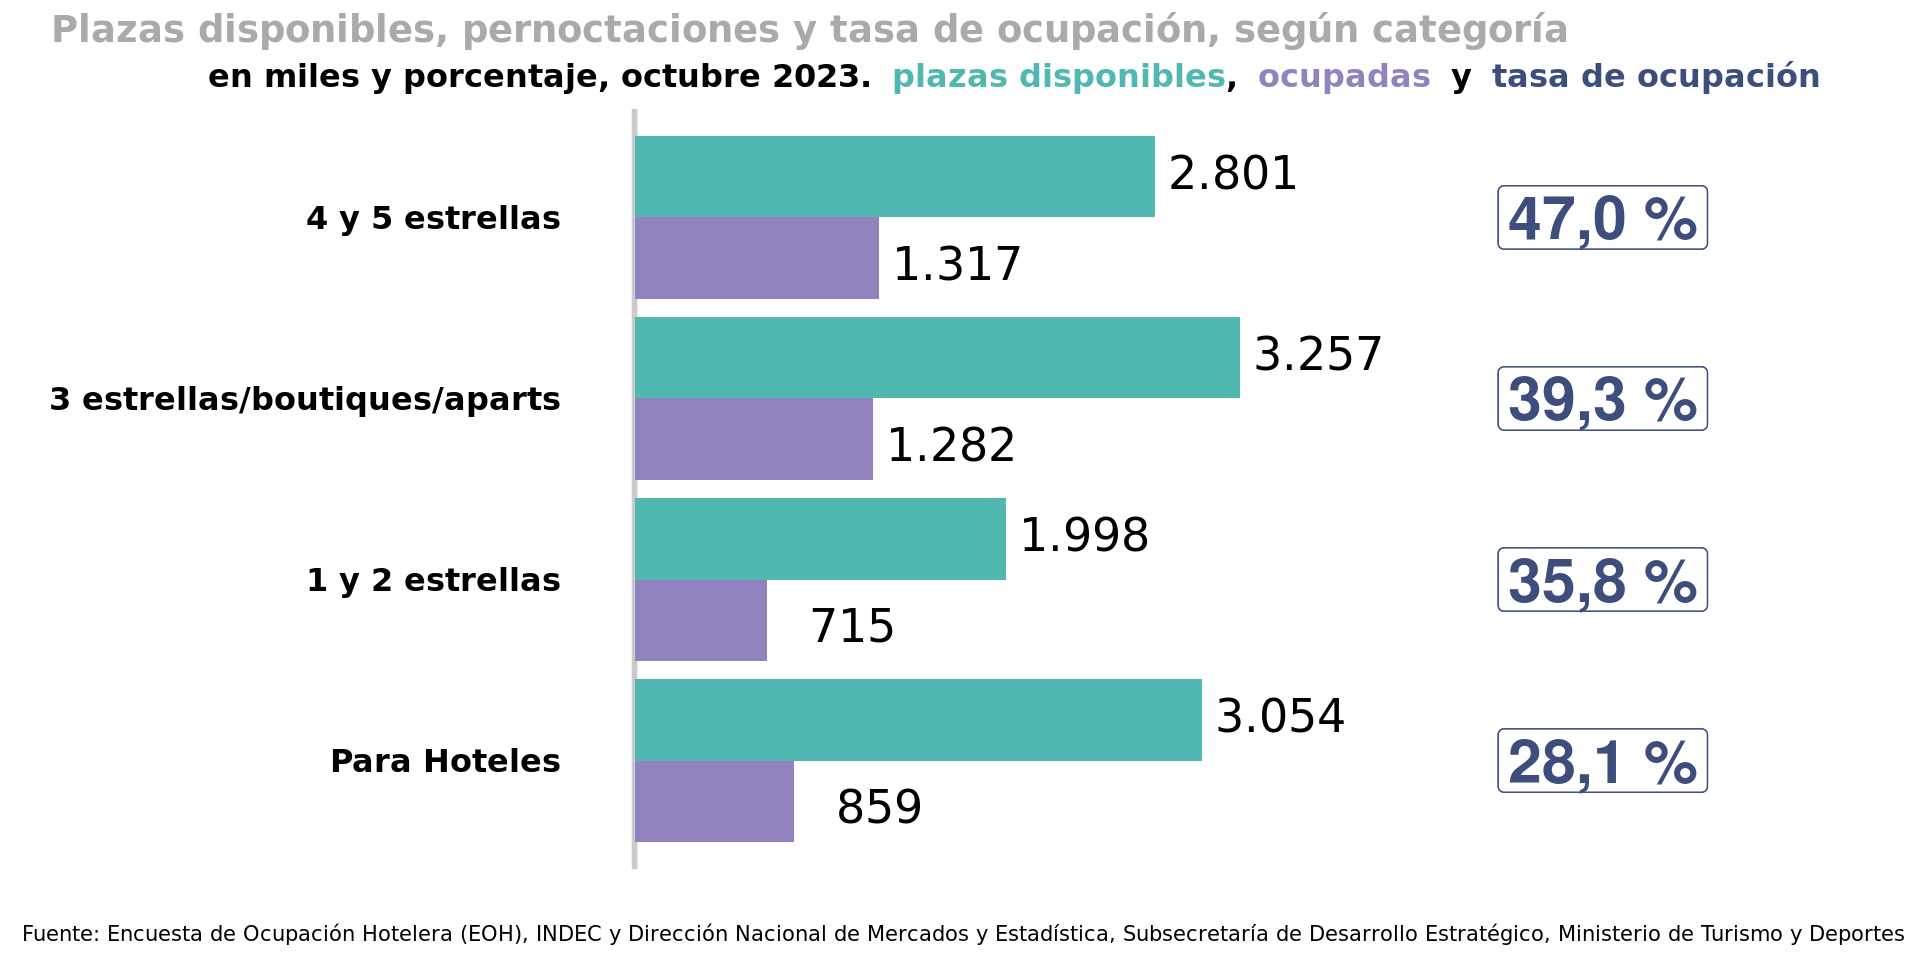 Plazas disponibles, pernoctaciones y tasa de ocupación, según categoría
en miles y porcentaje, octubre 2023. plazas disponibles, ocupadas y tasa de ocupación
4 y 5 estrellas
2.801
1.317
47,0 %
3 estrellas/boutiques/aparts
3.257
1.282
39,3 %
1 y 2 estrellas
1.998
715
35,8 %
Para Hoteles
3.054
859
28,1 %
Fuente: Encuesta de Ocupación Hotelera (EOH), INDEC y Dirección Nacional de Mercados y Estadística, Subsecretaría de Desarrollo Estratégico, Ministerio de Turismo y Deportes